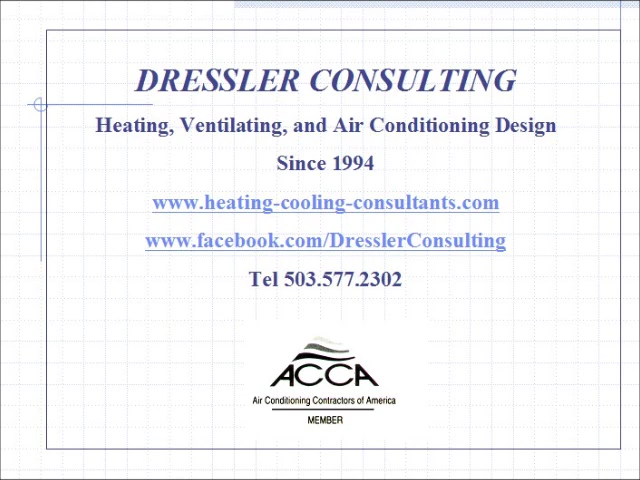 DRESSLER CONSULTING
Heating, Ventilating, and Air Conditioning Design
Since 1994
www.heating-cooling-consultants.com
www.facebook.com/DresslerConsulting
Tel 503.577.2302
ACCA
Air Conditioning Contractors of America
MEMBER